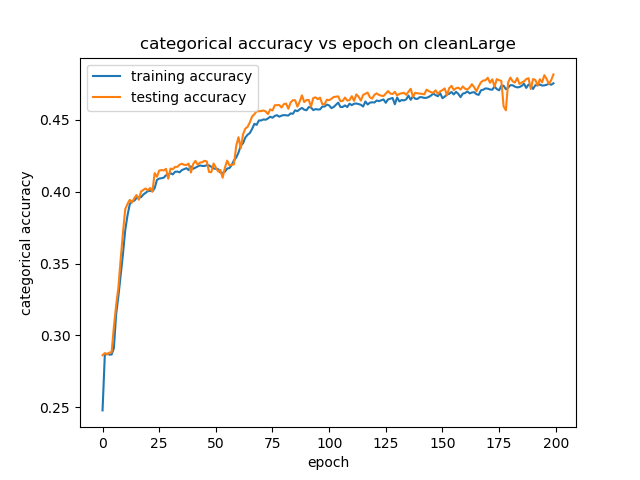 categorical accuracy vs epoch on cleanLarge
training accuracy
testing accuracy
categorical accuracy
0.45
0.40
0.35
0.30
0.25
0 25 50 75 100 125 150 175 200
epoch